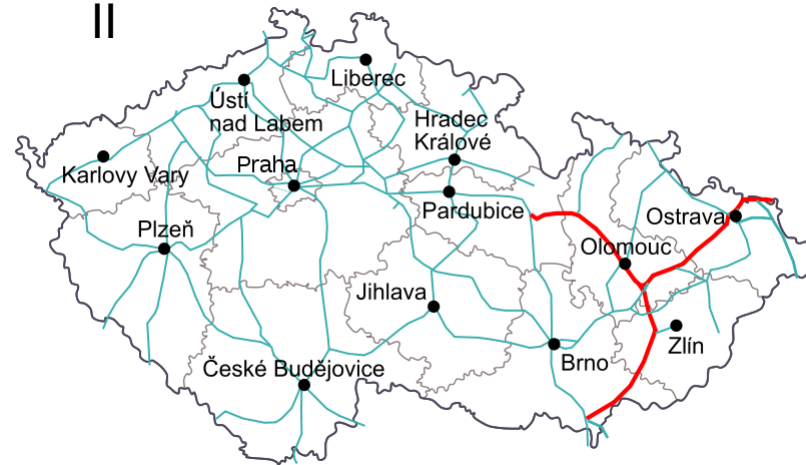 II
Liberec
Ústí
nad Labem
Hradec
Králové
Karlovy Vary
Praha
Pardubice
Ostrava
Plzeň
Olomouc
Jihlava
Zlín
Brno
České Budějovice